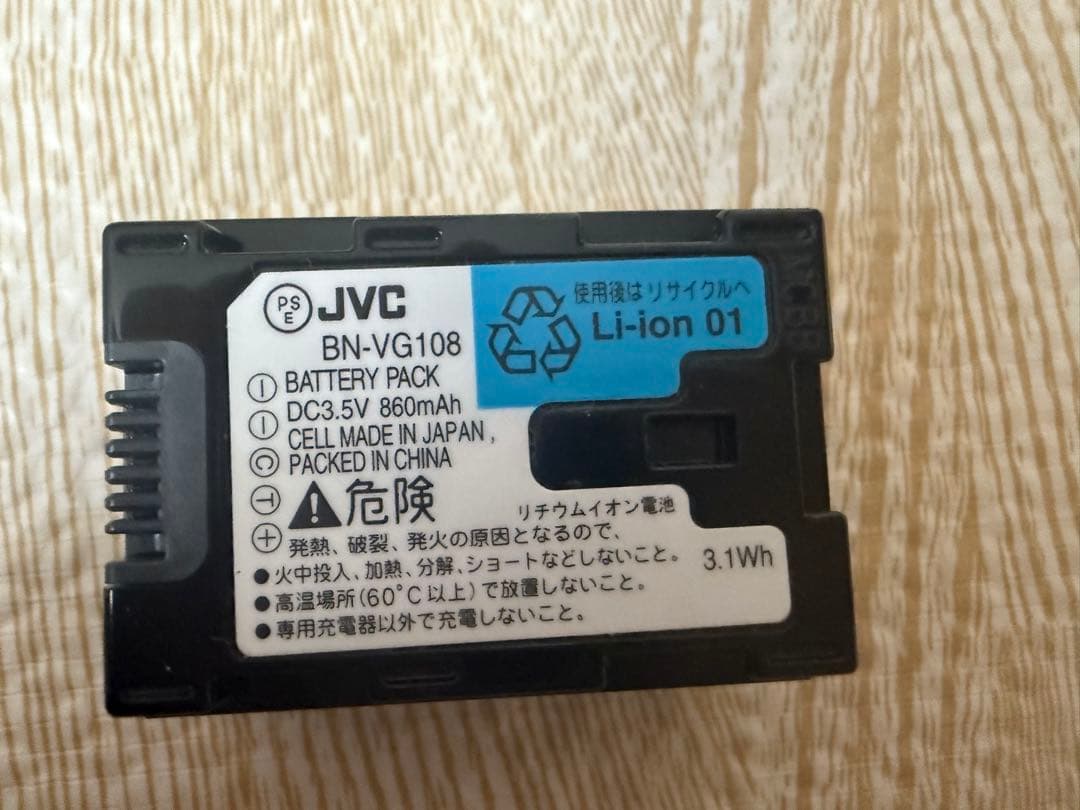 PS
E
JVC
BN-VG108
BATTERY PACK
DC3.5V 860mAh
CELL MADE IN JAPAN,
PACKED IN CHINA
使用後はリサイクルへ
Li-ion 01
危険
リチウムイオン電池
発熱、破裂、発火の原因となるので、
●火中投入、加熱、分解、ショートなどしないこと。
●高温場所(60°C以上)で放置しないこと。
●専用充電器以外で充電しないこと。
3.1Wh
⊖
⊖
Ⓒ
Ⓣ
⊕